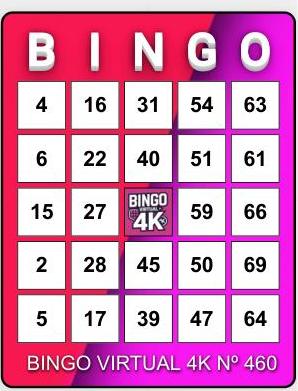 B I N G O
4 16 31 54 63
6 22 40 51 61
15 27 BINGO VIRTUAL 4K 59 66
2 28 45 50 69
5 17 39 47 64
BINGO VIRTUAL 4K Nº 460